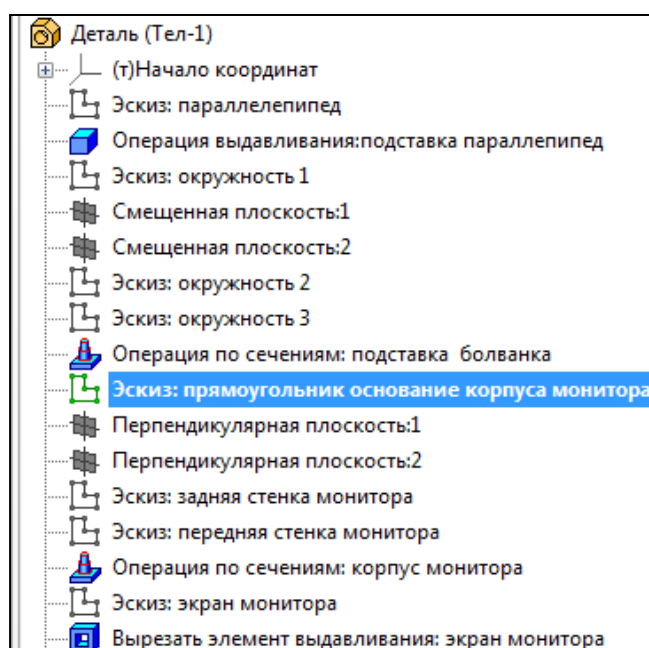 Деталь (Тел-1)
(т)Начало координат
Эскиз: параллелепипед
Операция выдавливания:подставка параллепипед
Эскиз: окружность 1
Смещенная плоскость:1
Смещенная плоскость:2
Эскиз: окружность 2
Эскиз: окружность 3
Операция по сечениям: подставка  болванка
Эскиз: прямоугольник основание корпуса монитора
Перпендикулярная плоскость:1
Перпендикулярная плоскость:2
Эскиз: задняя стенка монитора
Эскиз: передняя стенка монитора
Операция по сечениям: корпус монитора
Эскиз: экран монитора
Вырезать элемент выдавливания: экран монитора